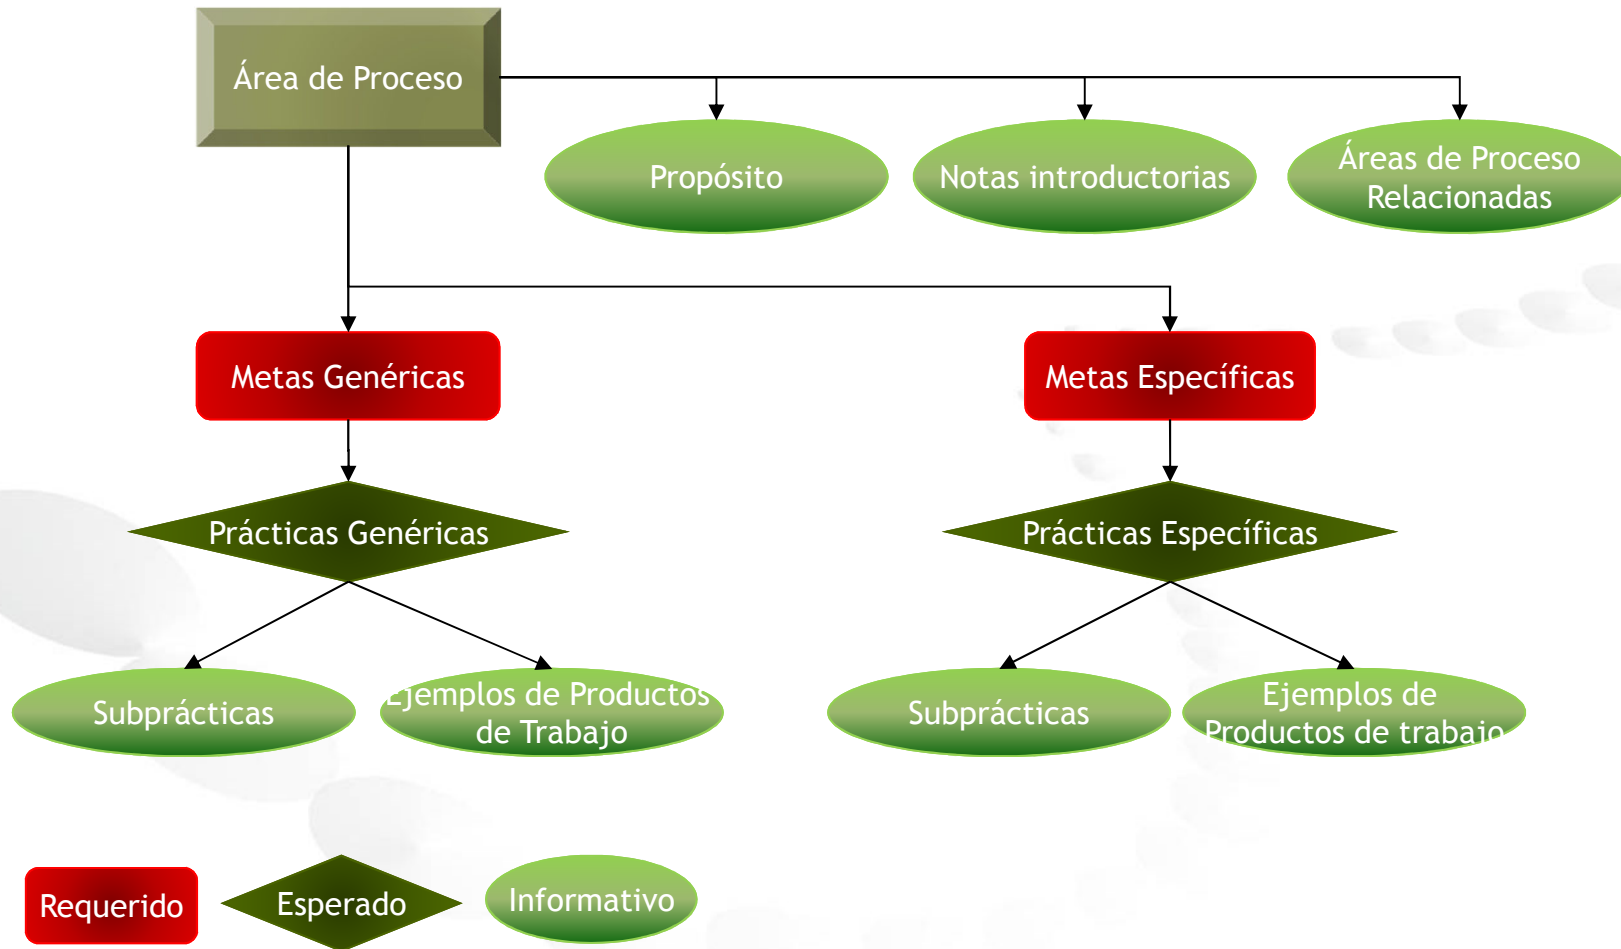 Área de Proceso
Propósito
Notas introductorias
Áreas de Proceso
Relacionadas
Metas Genéricas
Metas Específicas
Prácticas Genéricas
Prácticas Específicas
Subprácticas
Ejemplos de Productos
de Trabajo
Subprácticas
Ejemplos de
Productos de trabajo
Requerido
Esperado
Informativo